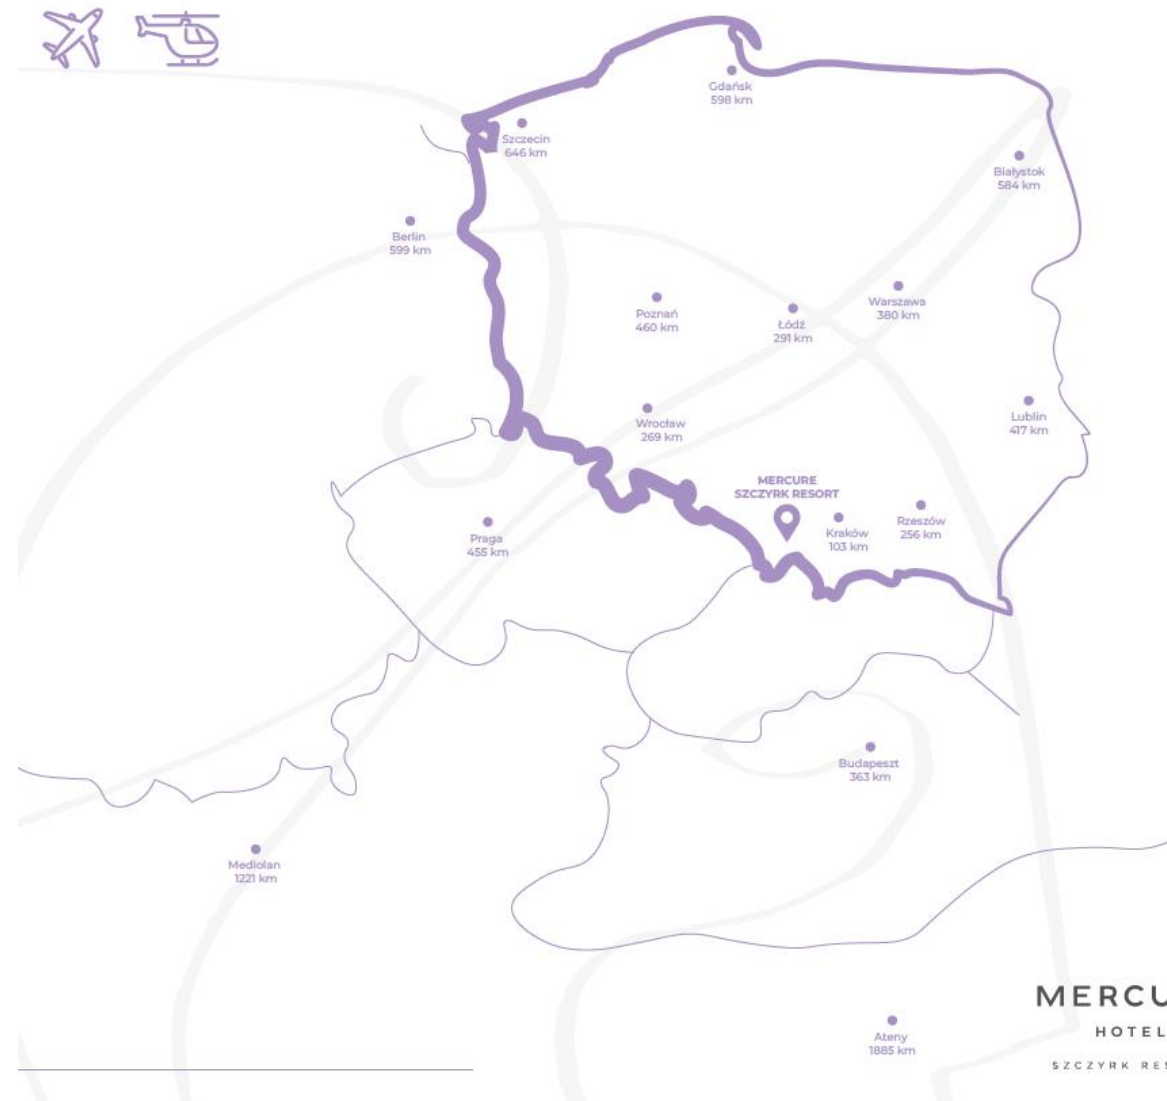 Gdańsk
598 km
Szczecin
646 km
Białystok
584 km
Berlin
599 km
Warszawa
380 km
Poznań
460 km
Łódź
291 km
Wrocław
269 km
Lublin
417 km
MERCURE
SZCZYRK RESORT
Rzeszów
256 km
Kraków
103 km
Praga
455 km
Budapeszt
363 km
Mediolan
1221 km
Ateny
1885 km
MERCU
HOTEL
SZCZYRK RES